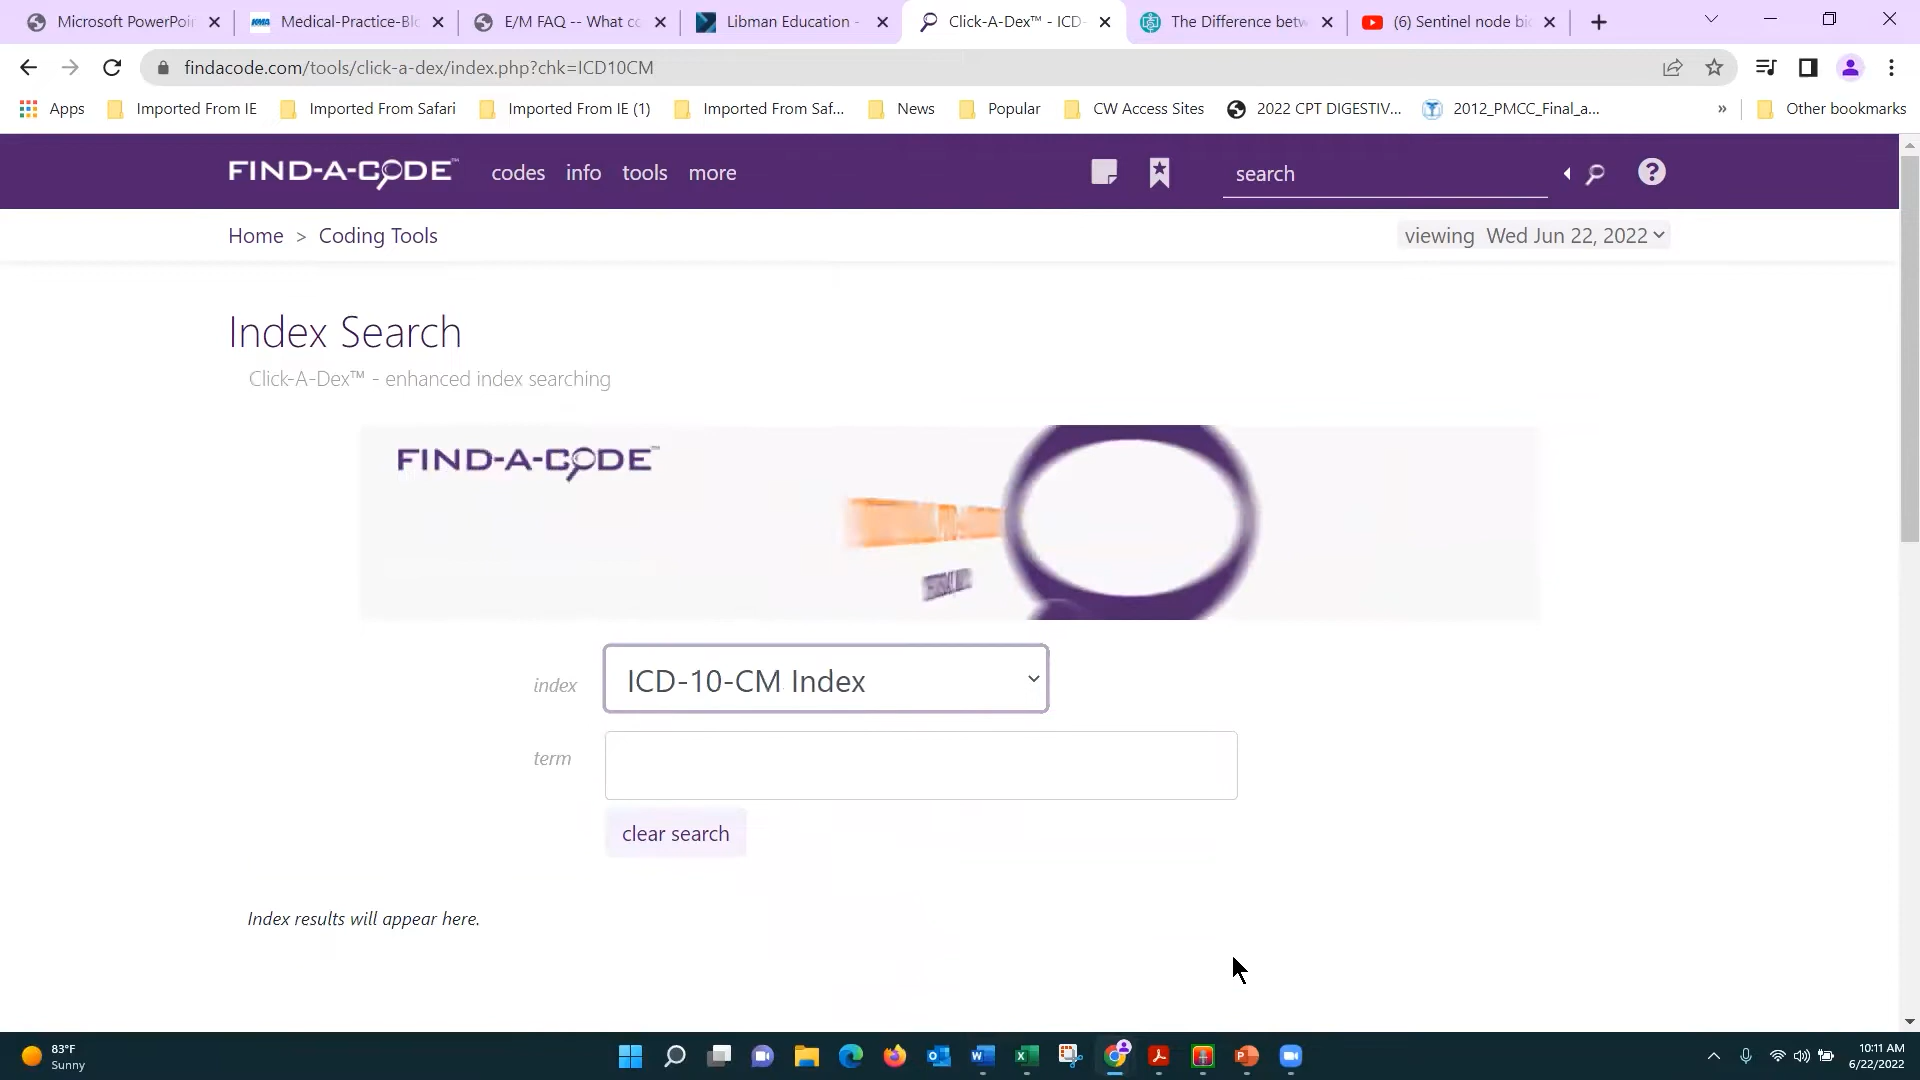 Microsoft PowerPoin
Medical-Practice-Blo
E/M FAQ -- What co
Libman Education -
Click-A-Dex™ - ICD-
The Difference betw
(6) Sentinel node bio
findacode.com/tools/click-a-dex/index.php?chk=ICD10CM
Apps
Imported From IE
Imported From Safari
Imported From IE (1)
Imported From Saf...
News
Popular
CW Access Sites
2022 CPT DIGESTIV...
2012_PMCC_Final_a...
»
Other bookmarks
FIND-A-CODE™
codes
info
tools
more
search
Home > Coding Tools
viewing Wed Jun 22, 2022
Index Search
Click-A-Dex™ - enhanced index searching
FIND-A-CODE™
index
ICD-10-CM Index
term
clear search
Index results will appear here.
83°F
Sunny
10:11 AM
6/22/2022